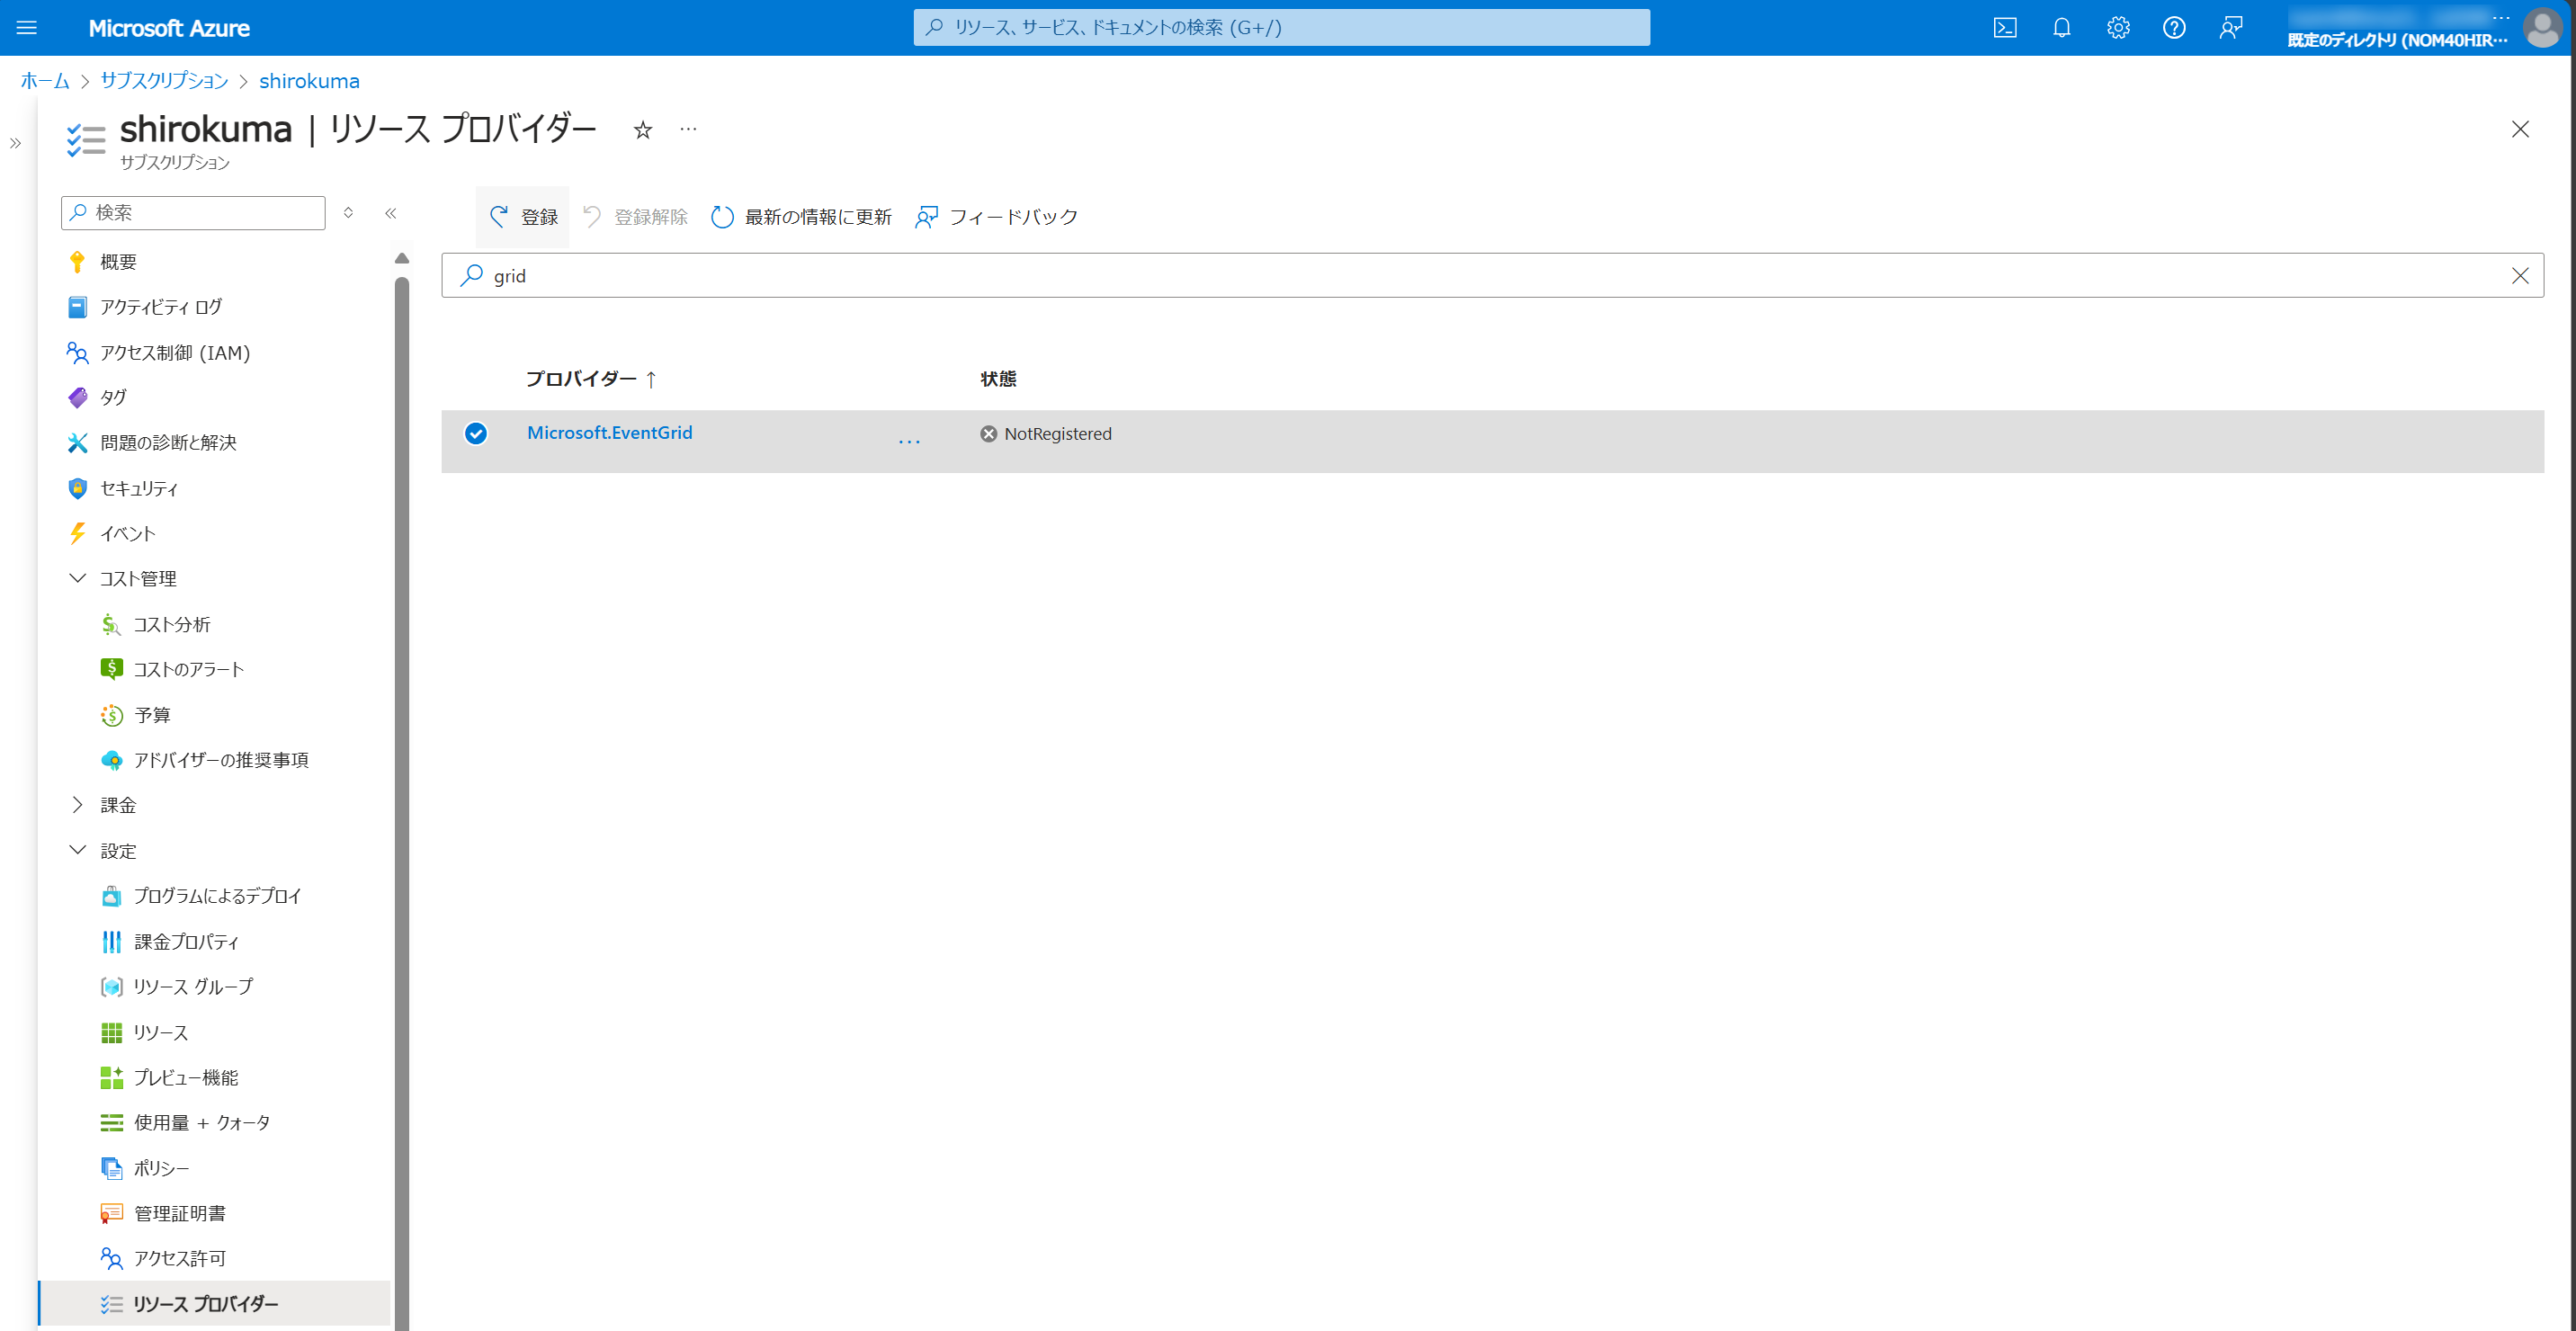 Microsoft Azure
リソース、サービス、ドキュメントの検索 (G+/)
既定のディレクトリ (NOM40HIR...
ホーム > サブスクリプション > shirokuma
shirokuma | リソース プロバイダー
サブスクリプション
検索
登録
登録解除
最新の情報に更新
フィードバック
grid
プロバイダー ↑
状態
Microsoft.EventGrid
...
NotRegistered
概要
アクティビティ ログ
アクセス制御 (IAM)
タグ
問題の診断と解決
セキュリティ
イベント
コスト管理
コスト分析
コストのアラート
予算
アドバイザーの推奨事項
課金
設定
プログラムによるデプロイ
課金プロパティ
リソース グループ
リソース
プレビュー機能
使用量 + クォータ
ポリシー
管理証明書
アクセス許可
リソース プロバイダー